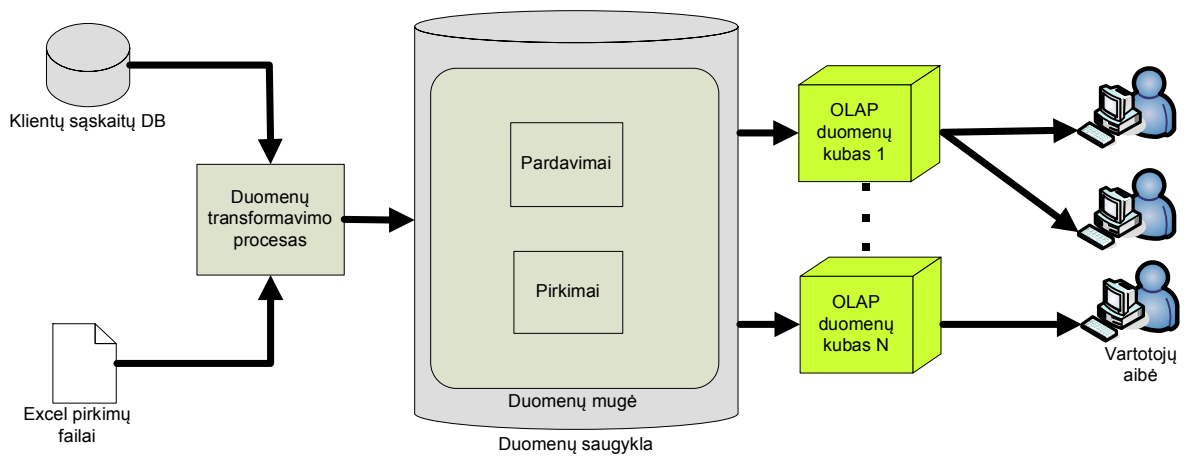 Klientų sąskaitų DB
Excel pirkimų
failai
Duomenų
transformavimo
procesas
Pardavimai
Pirkimai
Duomenų mugė
Duomenų saugykla
OLAP
duomenų
kubas 1
OLAP
duomenų
kubas N
Vartotojų
aibė